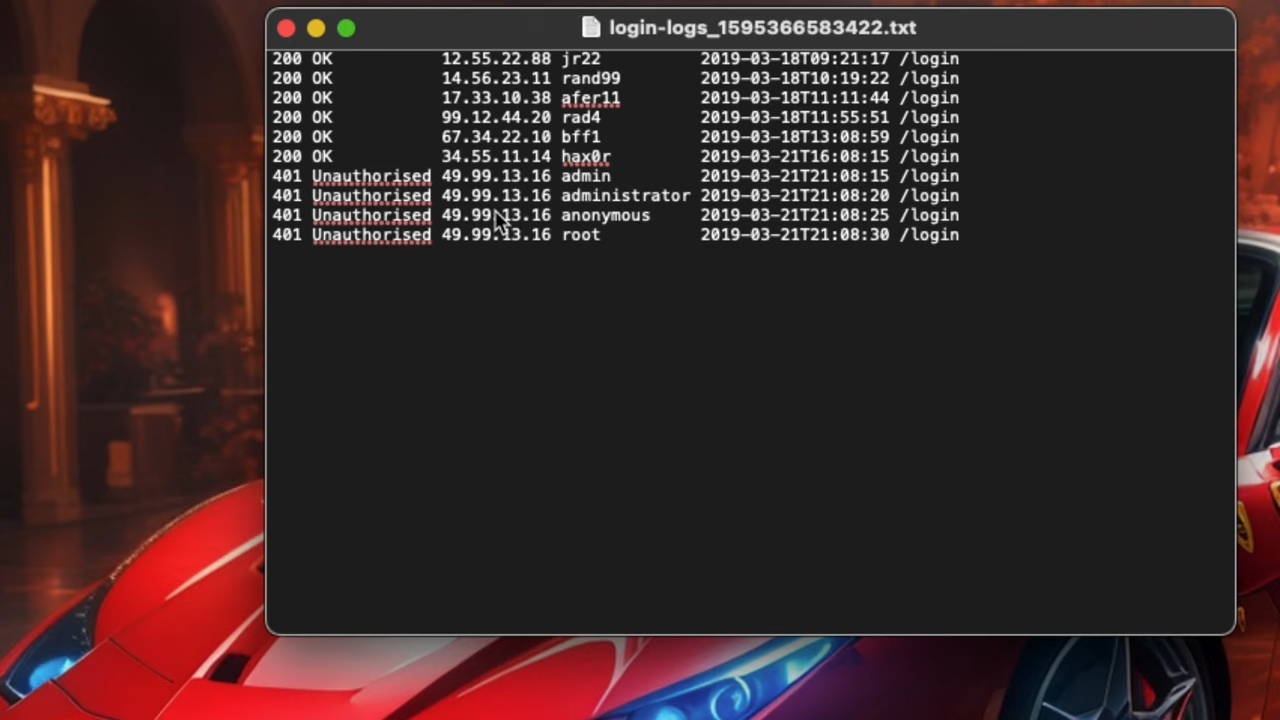 login-logs_1595366583422.txt
200 OK 12.55.22.88 jr22 2019-03-18T09:21:17 /login
200 OK 14.56.23.11 rand99 2019-03-18T10:19:22 /login
200 OK 17.33.10.38 afer11 2019-03-18T11:11:44 /login
200 OK 99.12.44.20 rad4 2019-03-18T11:55:51 /login
200 OK 67.34.22.10 bff1 2019-03-18T13:08:59 /login
200 OK 34.55.11.14 hax0r 2019-03-21T16:08:15 /login
401 Unauthorised 49.99.13.16 admin 2019-03-21T21:08:15 /login
401 Unauthorised 49.99.13.16 administrator 2019-03-21T21:08:20 /login
401 Unauthorised 49.99.13.16 anonymous 2019-03-21T21:08:25 /login
401 Unauthorised 49.99.13.16 root 2019-03-21T21:08:30 /login